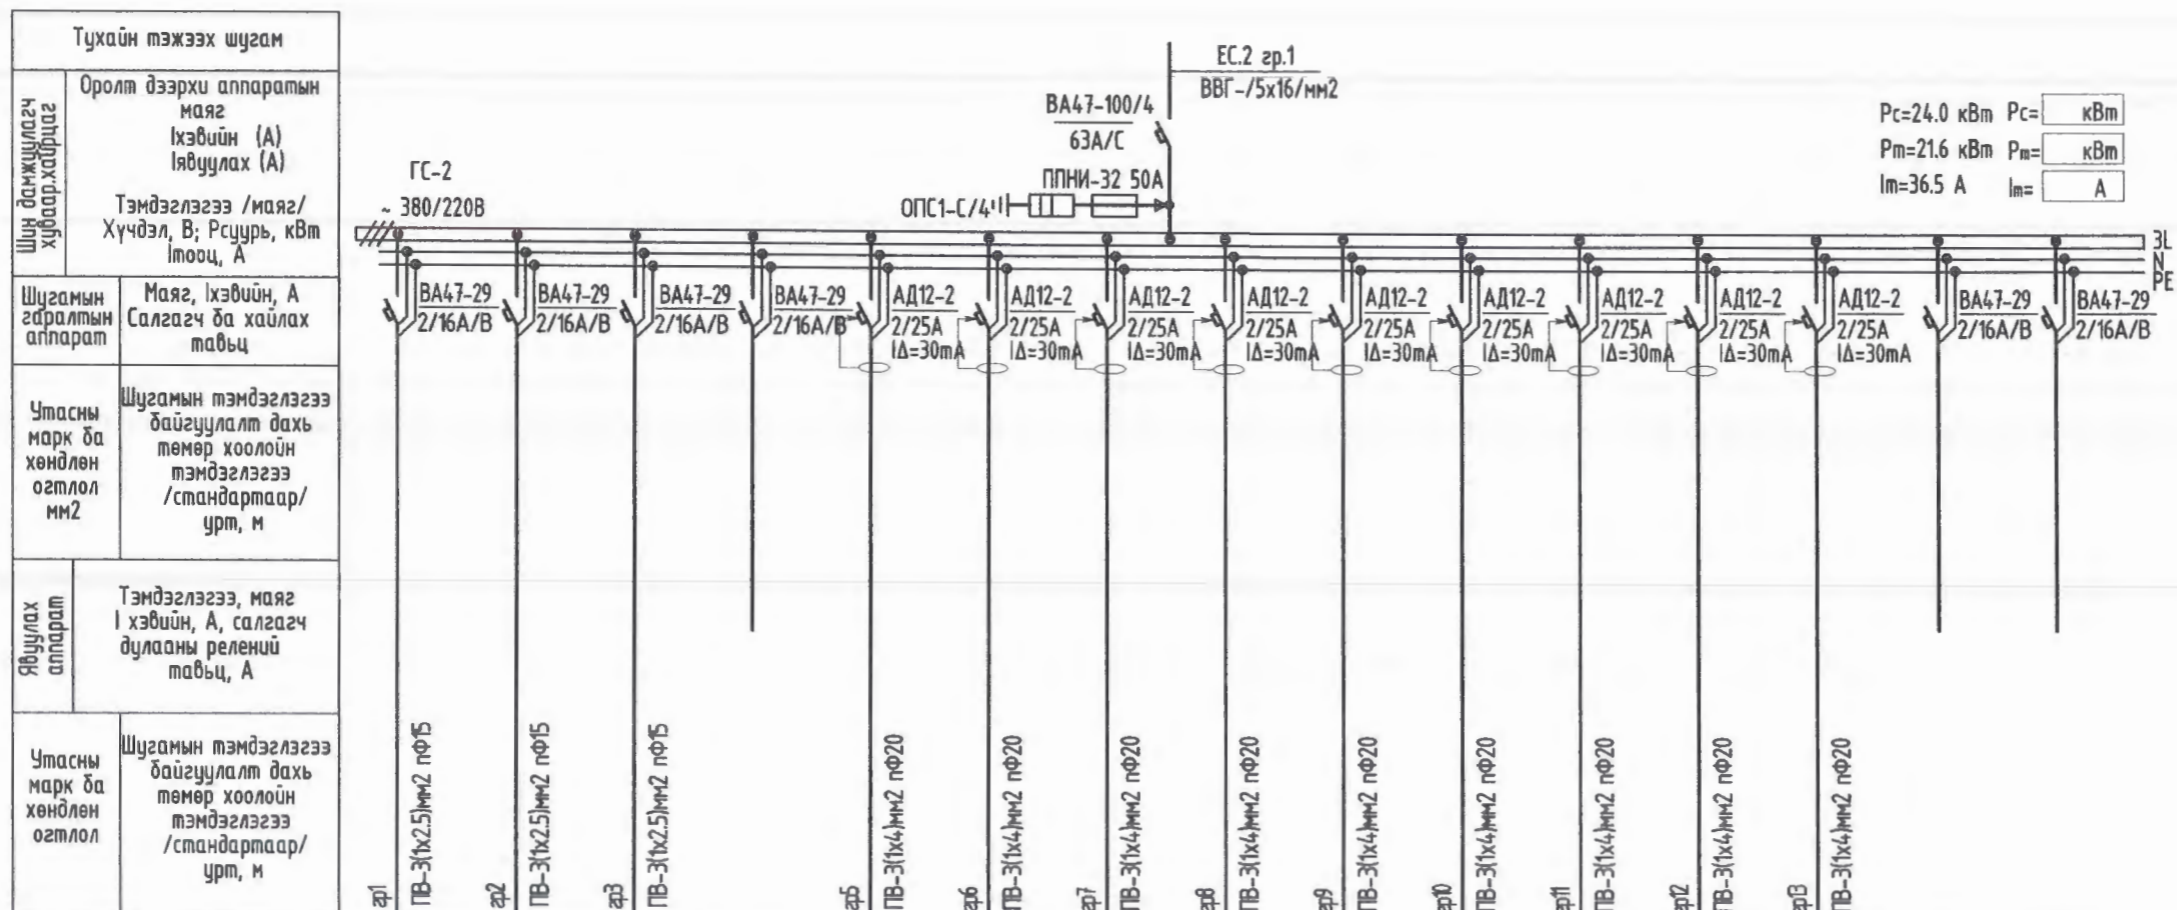 Тухайн тэжээх шугам
Шин дамжуулагч хуваар.хайрцаг
Оролт дээрхи аппаратын
маяг
Iхэвийн (А)
Iявуулах (А)
Тэмдэглэгээ /маяг/
Хүчдэл, В; Рсуурь, кВт
Iтооц, А
Шугамын
гаралтын
аппарат
Маяг, Iхэвийн, А
Салгагч ба хайлах
тавьц
Утасны
марк ба
хөндлөн
огтлол
мм2
Шугамын тэмдэглэгээ
байгуулалт дахь
төмөр хоолойн
тэмдэглэгээ
/стандартаар/
урт, м
Явуулах
аппарат
Тэмдэглэгээ, маяг
I хэвийн, А, салгагч
дулааны релений
тавьц, А
Утасны
марк ба
хөндлөн
огтлол
Шугамын тэмдэглэгээ
байгуулалт дахь
төмөр хоолойн
тэмдэглэгээ
/стандартаар/
урт, м
ЕС.2 гр.1
ВВГ-/5х16/мм2
ВА47-100/4
63А/С
ППНИ-32 50А
ОПС1-С/4
ГС-2
~ 380/220В
Рс=24.0 кВт Рс= кВт
Рт=21.6 кВт Рт= кВт
Iт=36.5 А Iт= А
3L
N
PE
ВА47-29
2/16А/В
ВА47-29
2/16А/В
ВА47-29
2/16А/В
ВА47-29
2/16А/В
АД12-2
2/25А
IΔ=30mA
АД12-2
2/25А
IΔ=30mA
АД12-2
2/25А
IΔ=30mA
АД12-2
2/25А
IΔ=30mA
АД12-2
2/25А
IΔ=30mA
АД12-2
2/25А
IΔ=30mA
АД12-2
2/25А
IΔ=30mA
АД12-2
2/25А
IΔ=30mA
АД12-2
2/25А
IΔ=30mA
ВА47-29
2/16А/В
ВА47-29
2/16А/В
гр1
ПВ-3(1х2.5)мм2 пФ15
гр2
ПВ-3(1х2.5)мм2 пФ15
гр3
ПВ-3(1х2.5)мм2 пФ15
гр5
ПВ-3(1х4)мм2 пФ20
гр6
ПВ-3(1х4)мм2 пФ20
гр7
ПВ-3(1х4)мм2 пФ20
гр8
ПВ-3(1х4)мм2 пФ20
гр9
ПВ-3(1х4)мм2 пФ20
гр10
ПВ-3(1х4)мм2 пФ20
гр11
ПВ-3(1х4)мм2 пФ20
гр12
ПВ-3(1х4)мм2 пФ20
гр13
ПВ-3(1х4)мм2 пФ20